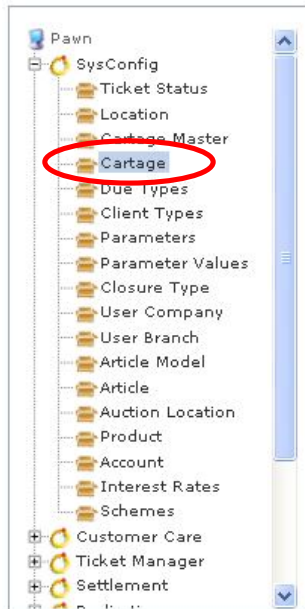 Pawn
SysConfig
Ticket Status
Location
Cartage Master
Cartage
Due Types
Client Types
Parameters
Parameter Values
Closure Type
User Company
User Branch
Article Model
Article
Auction Location
Product
Account
Interest Rates
Schemes
Customer Care
Ticket Manager
Settlement